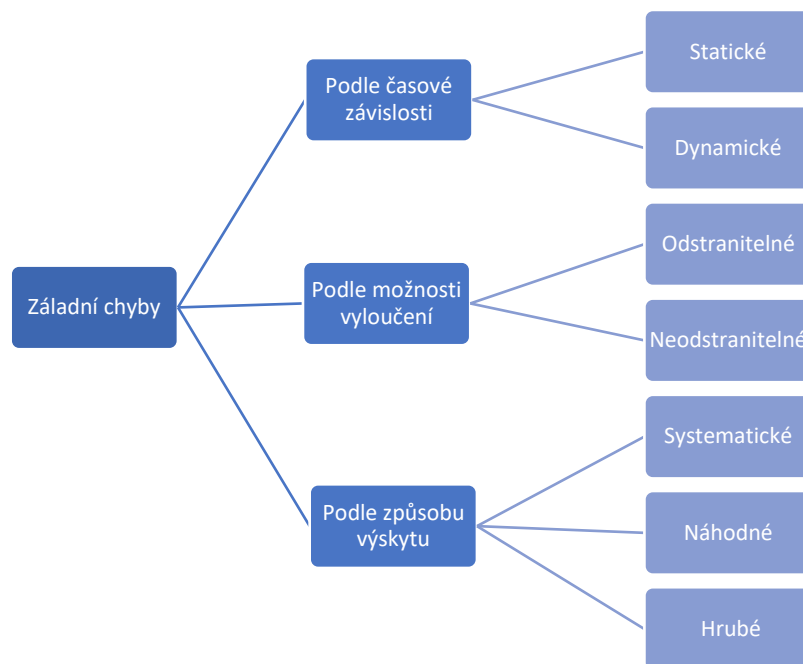 Záladní chyby
Podle časové
závislosti
Statické
Dynamické
Podle možnosti
vyloučení
Odstranitelné
Neodstranitelné
Podle způsobu
výskytu
Systematické
Náhodné
Hrubé